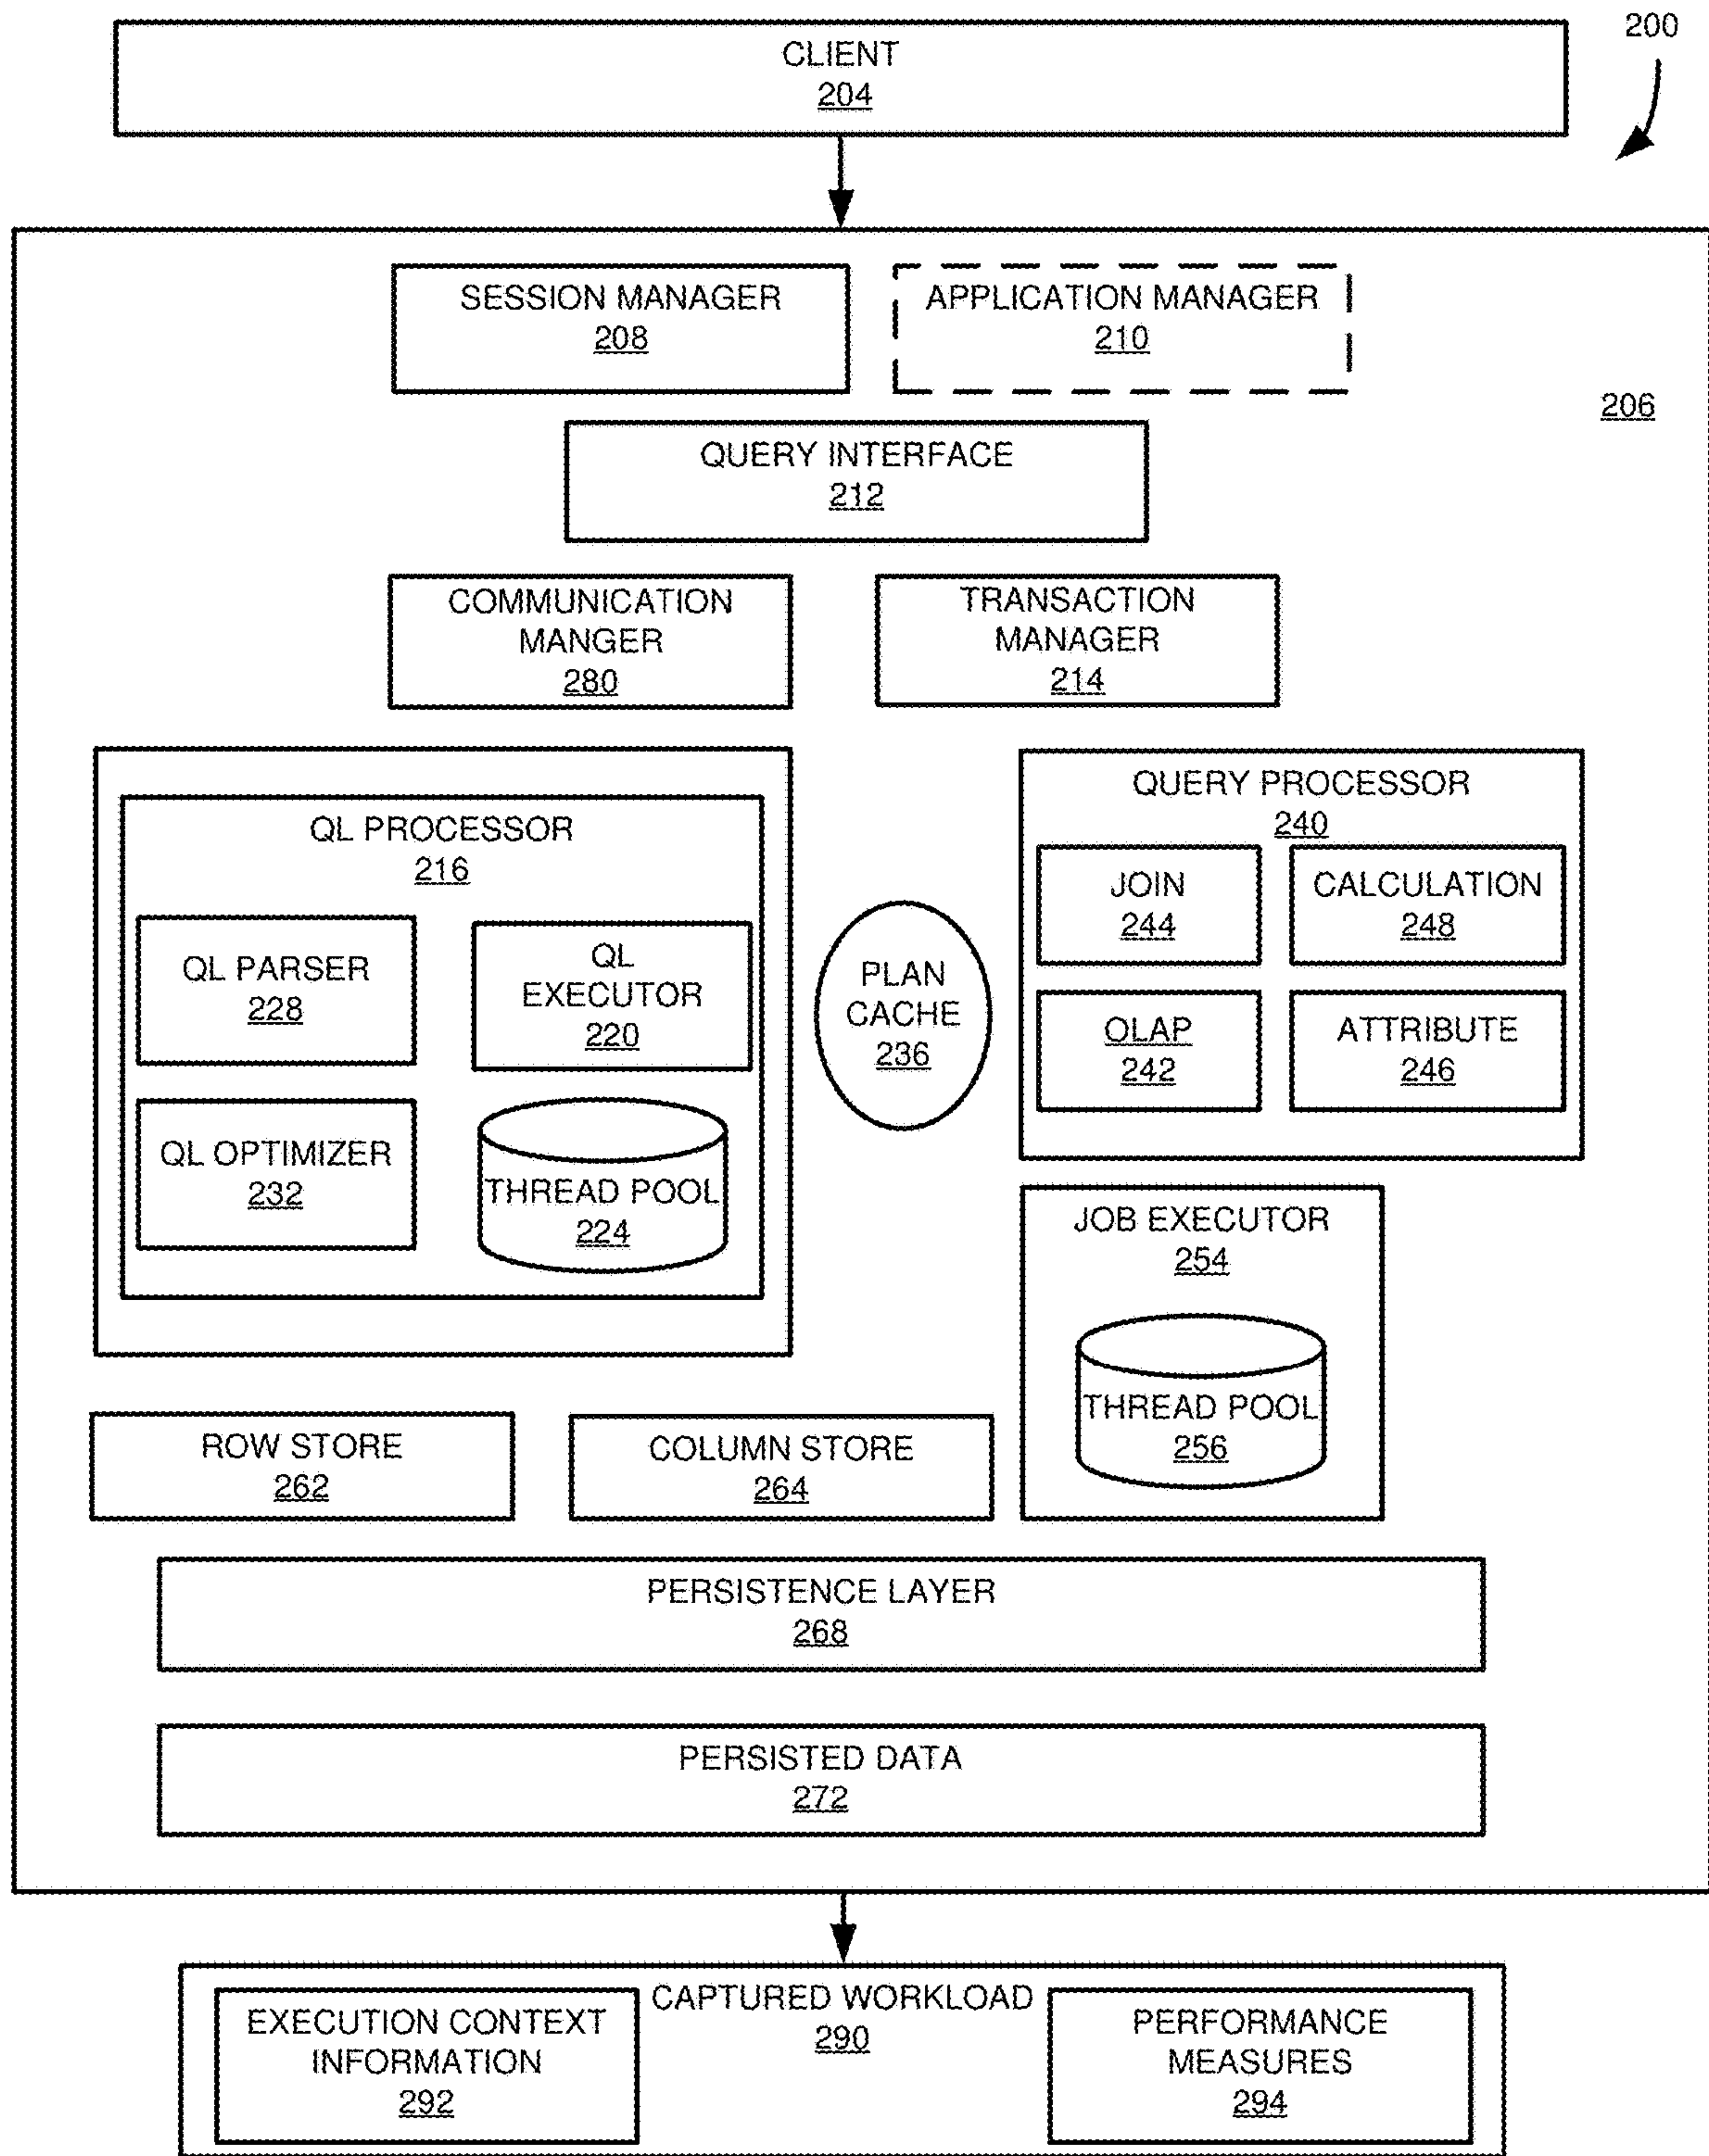 200
CLIENT
204
SESSION MANAGER
208
APPLICATION MANAGER
210
206
QUERY INTERFACE
212
COMMUNICATION
MANGER
280
TRANSACTION
MANAGER
214
QL PROCESSOR
216
QL PARSER
228
QL
EXECUTOR
220
QL OPTIMIZER
232
THREAD POOL
224
PLAN
CACHE
236
QUERY PROCESSOR
240
JOIN
244
CALCULATION
248
OLAP
242
ATTRIBUTE
246
JOB EXECUTOR
254
THREAD POOL
256
ROW STORE
262
COLUMN STORE
264
PERSISTENCE LAYER
268
PERSISTED DATA
272
CAPTURED WORKLOAD
290
EXECUTION CONTEXT
INFORMATION
292
PERFORMANCE
MEASURES
294